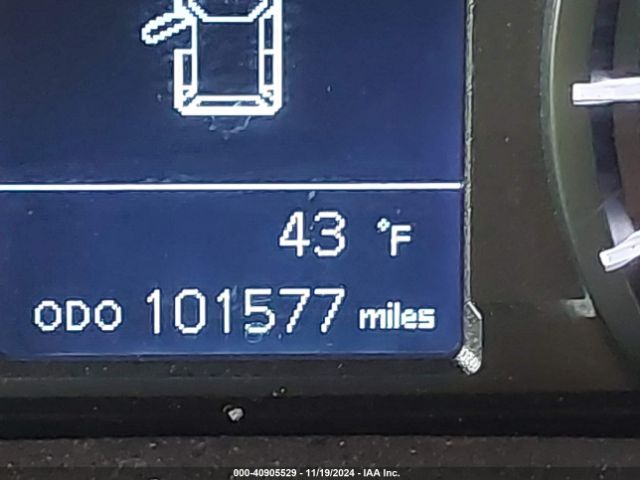 43 °F
ODO 101577 miles
000-40905529 - 11/19/2024 - IAA Inc.